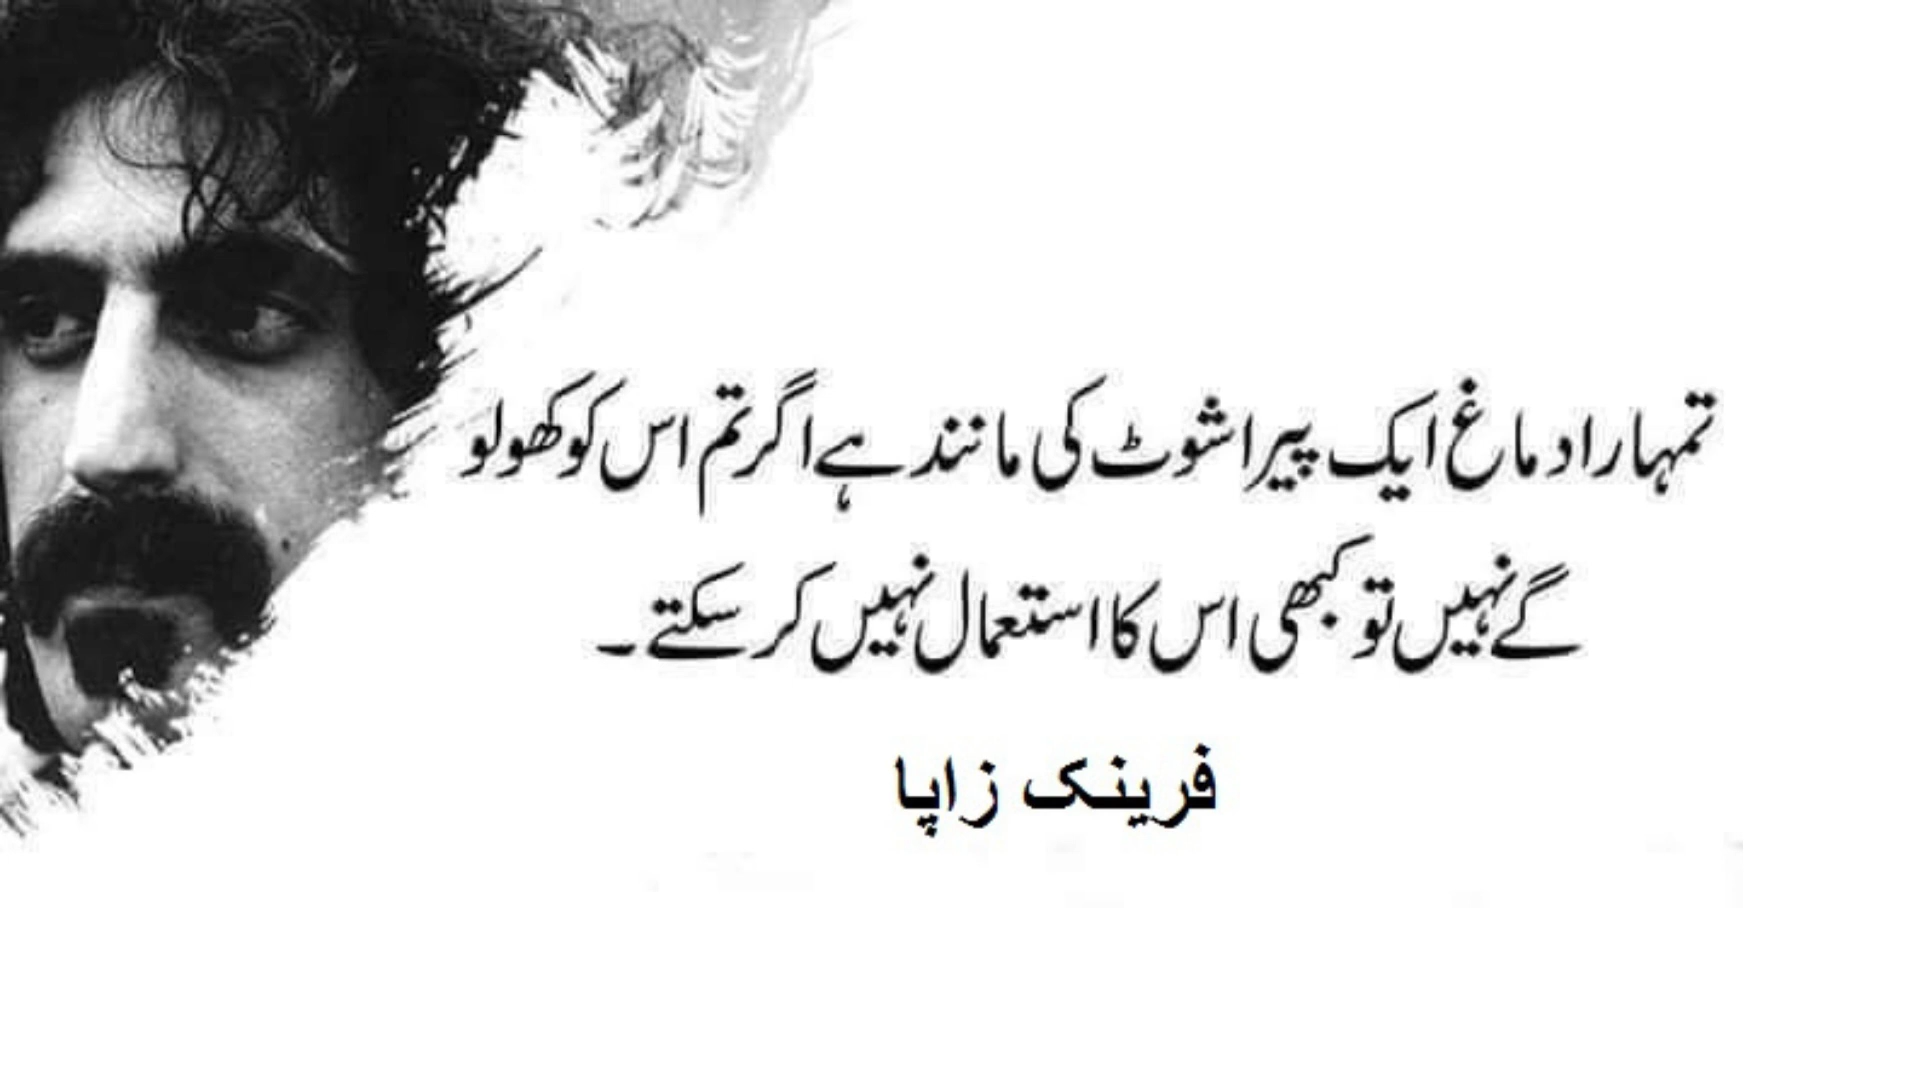 تمہارا دماغ ایک پیراشوٹ کی مانند ہے اگر تم اس کو کھولو
گے نہیں تو کبھی اس کا استعمال نہیں کر سکتے ۔
فرینک زاپا